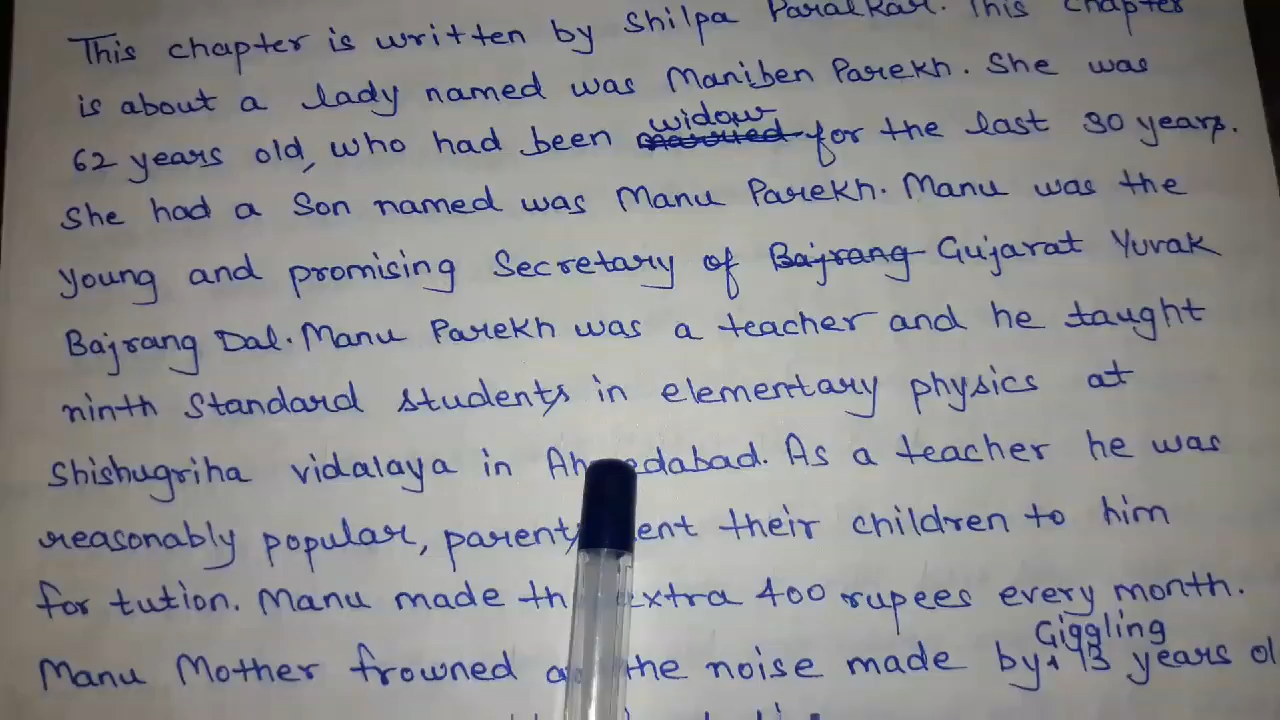 This chapter is written by Shilpa Paralkar. This chapter
is about a lady named was Maniben Parekh. She was
62 years old, who had been widow for the last 30 years.
She had a Son named was Manu Parekh. Manu was the
young and promising Secretary of Bajrang Gujarat Yuvak
Bajrang Dal. Manu Parekh was a teacher and he taught
ninth Standard students in elementary physics at
Shishugriha vidalaya in Ah edabad. As a teacher he was
reasonably popular, parents ent their children to him
for tution. Manu made th extra 400 rupees every month.
Manu Mother frowned the noise made by Giggling 13 years ol